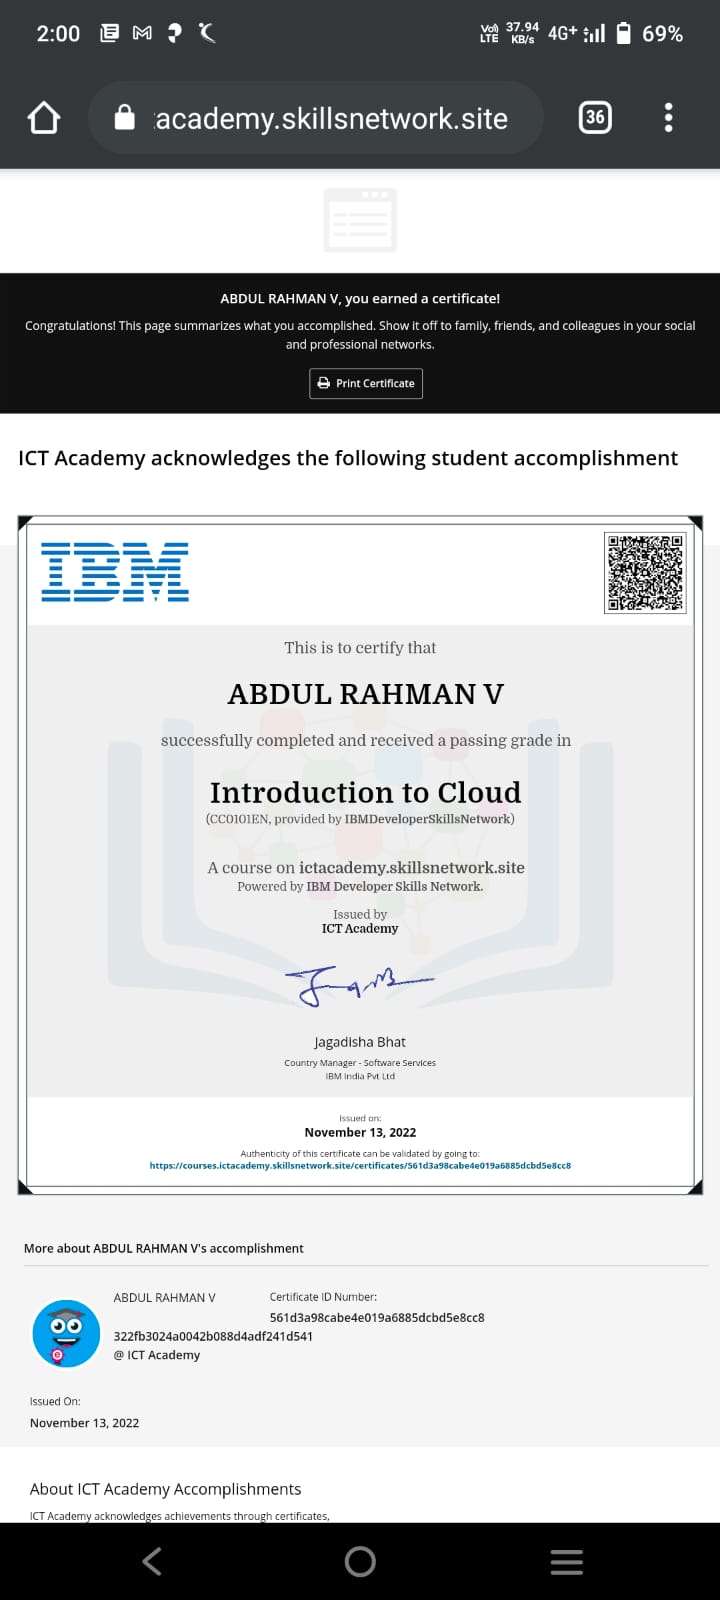 2:00 Vo) LTE 37.94 KB/s 4G+ 69%
academy.skillsnetwork.site 36
ABDUL RAHMAN V, you earned a certificate!
Congratulations! This page summarizes what you accomplished. Show it off to family, friends, and colleagues in your social
and professional networks.
Print Certificate
ICT Academy acknowledges the following student accomplishment
IBM
This is to certify that
ABDUL RAHMAN V
successfully completed and received a passing grade in
Introduction to Cloud
(CC0101EN, provided by IBMDeveloperSkillsNetwork)
A course on ictacademy.skillsnetwork.site
Powered by IBM Developer Skills Network.
Issued by
ICT Academy
Jagadisha Bhat
Country Manager - Software Services
IBM India Pvt Ltd
Issued on:
November 13, 2022
Authenticity of this certificate can be validated by going to:
https://courses.ictacademy.skillsnetwork.site/certificates/561d3a98cabe4e019a6885dcbd5e8cc8
More about ABDUL RAHMAN V's accomplishment
ABDUL RAHMAN V Certificate ID Number:
561d3a98cabe4e019a6885dcbd5e8cc8
322fb3024a0042b088d4adf241d541
@ ICT Academy
Issued On:
November 13, 2022
About ICT Academy Accomplishments
ICT Academy acknowledges achievements through certificates,